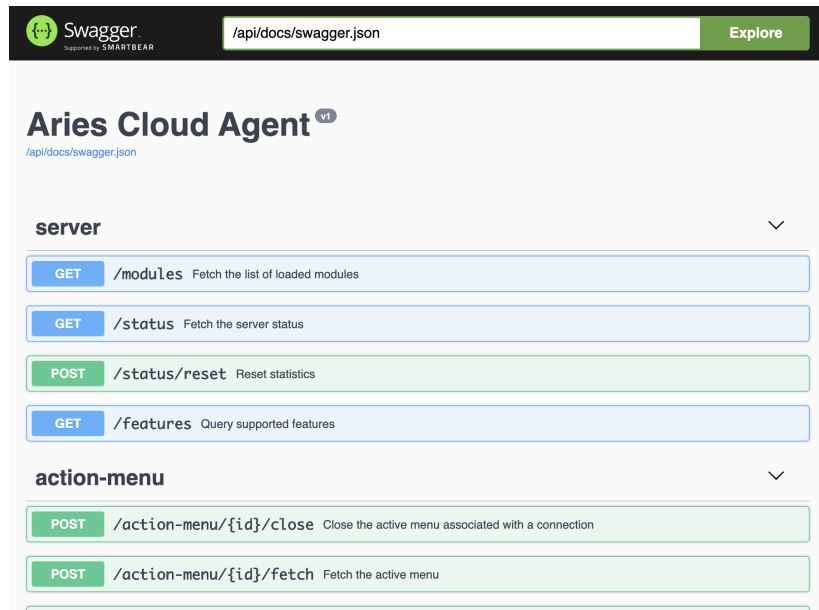 {··} Swagger™
Supported by SMARTBEAR
/api/docs/swagger.json
Explore
Aries Cloud Agent v1
/api/docs/swagger.json
server
GET /modules Fetch the list of loaded modules
GET /status Fetch the server status
POST /status/reset Reset statistics
GET /features Query supported features
action-menu
POST /action-menu/{id}/close Close the active menu associated with a connection
POST /action-menu/{id}/fetch Fetch the active menu